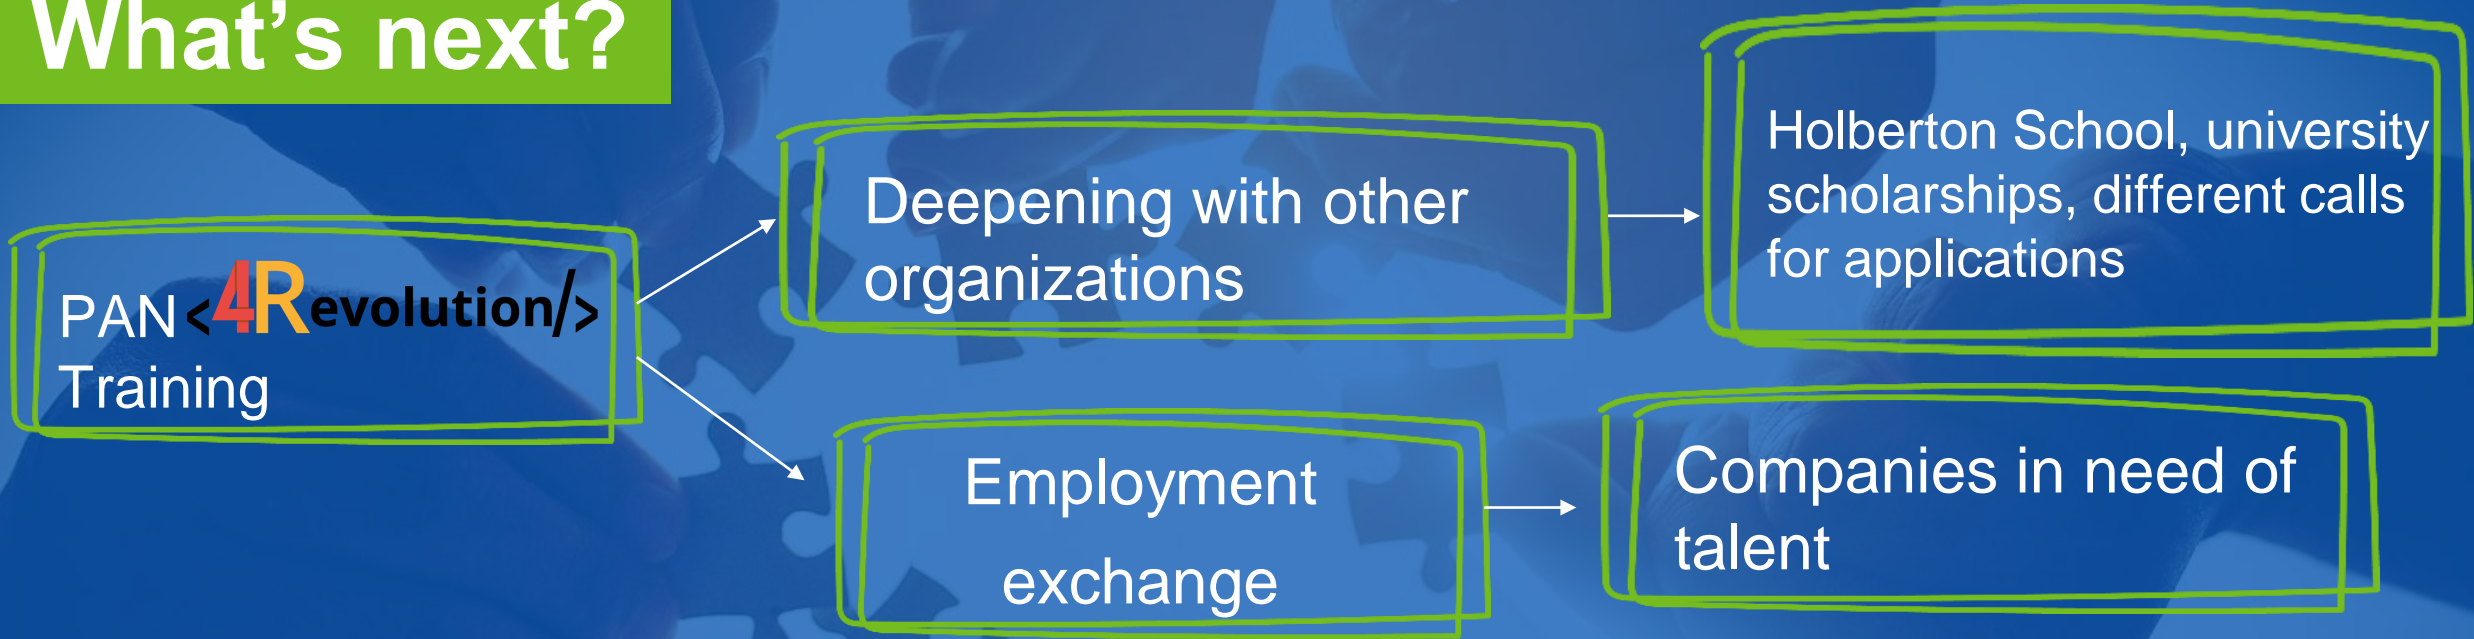 What's next?
PAN <4Revolution/>
Training
Deepening with other
organizations
Holberton School, university
scholarships, different calls
for applications
Employment
exchange
Companies in need of
talent